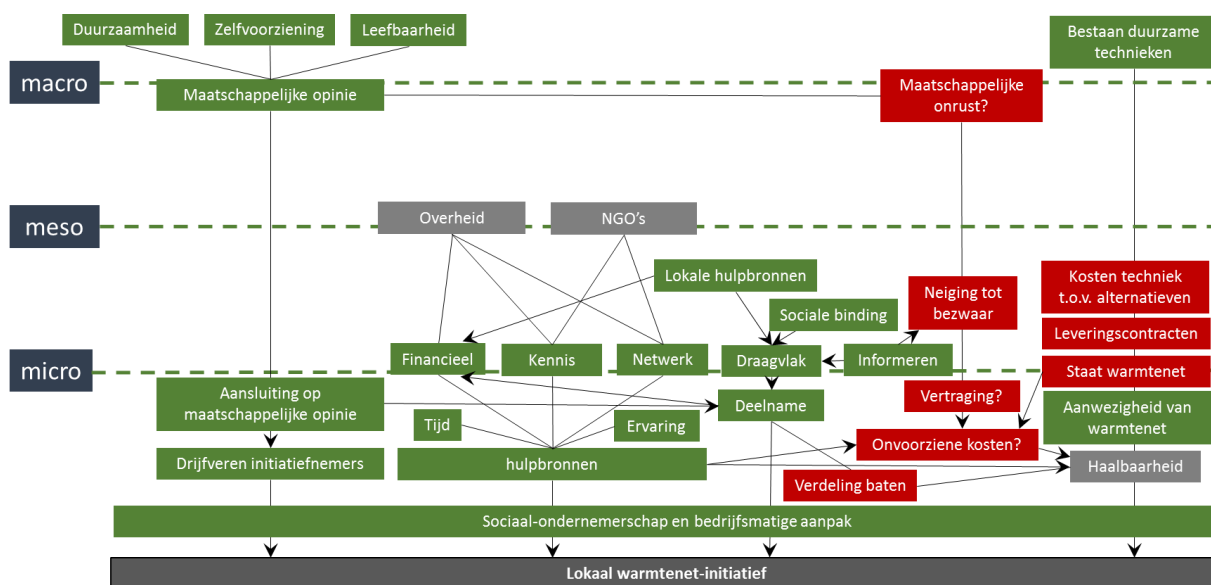 Duurzaamheid
Zelfvoorziening
Leefbaarheid
Bestaan duurzame
technieken
macro
Maatschappelijke opinie
Maatschappelijke
onrust?
meso
Overheid
NGO's
Lokale hulpbronnen
Neiging tot
bezwaar
Kosten techniek
t.o.v. alternatieven
Sociale binding
Leveringscontracten
micro
Financieel
Kennis
Netwerk
Draagvlak
Informeren
Staat warmtenet
Aansluiting op
maatschappelijke opinie
Deelname
Vertraging?
Aanwezigheid van
warmtenet
Tijd
Ervaring
Onvoorziene kosten?
Drijfveren initiatiefnemers
hulpbronnen
Verdeling baten
Haalbaarheid
Sociaal-ondernemerschap en bedrijfsmatige aanpak
Lokaal warmtenet-initiatief